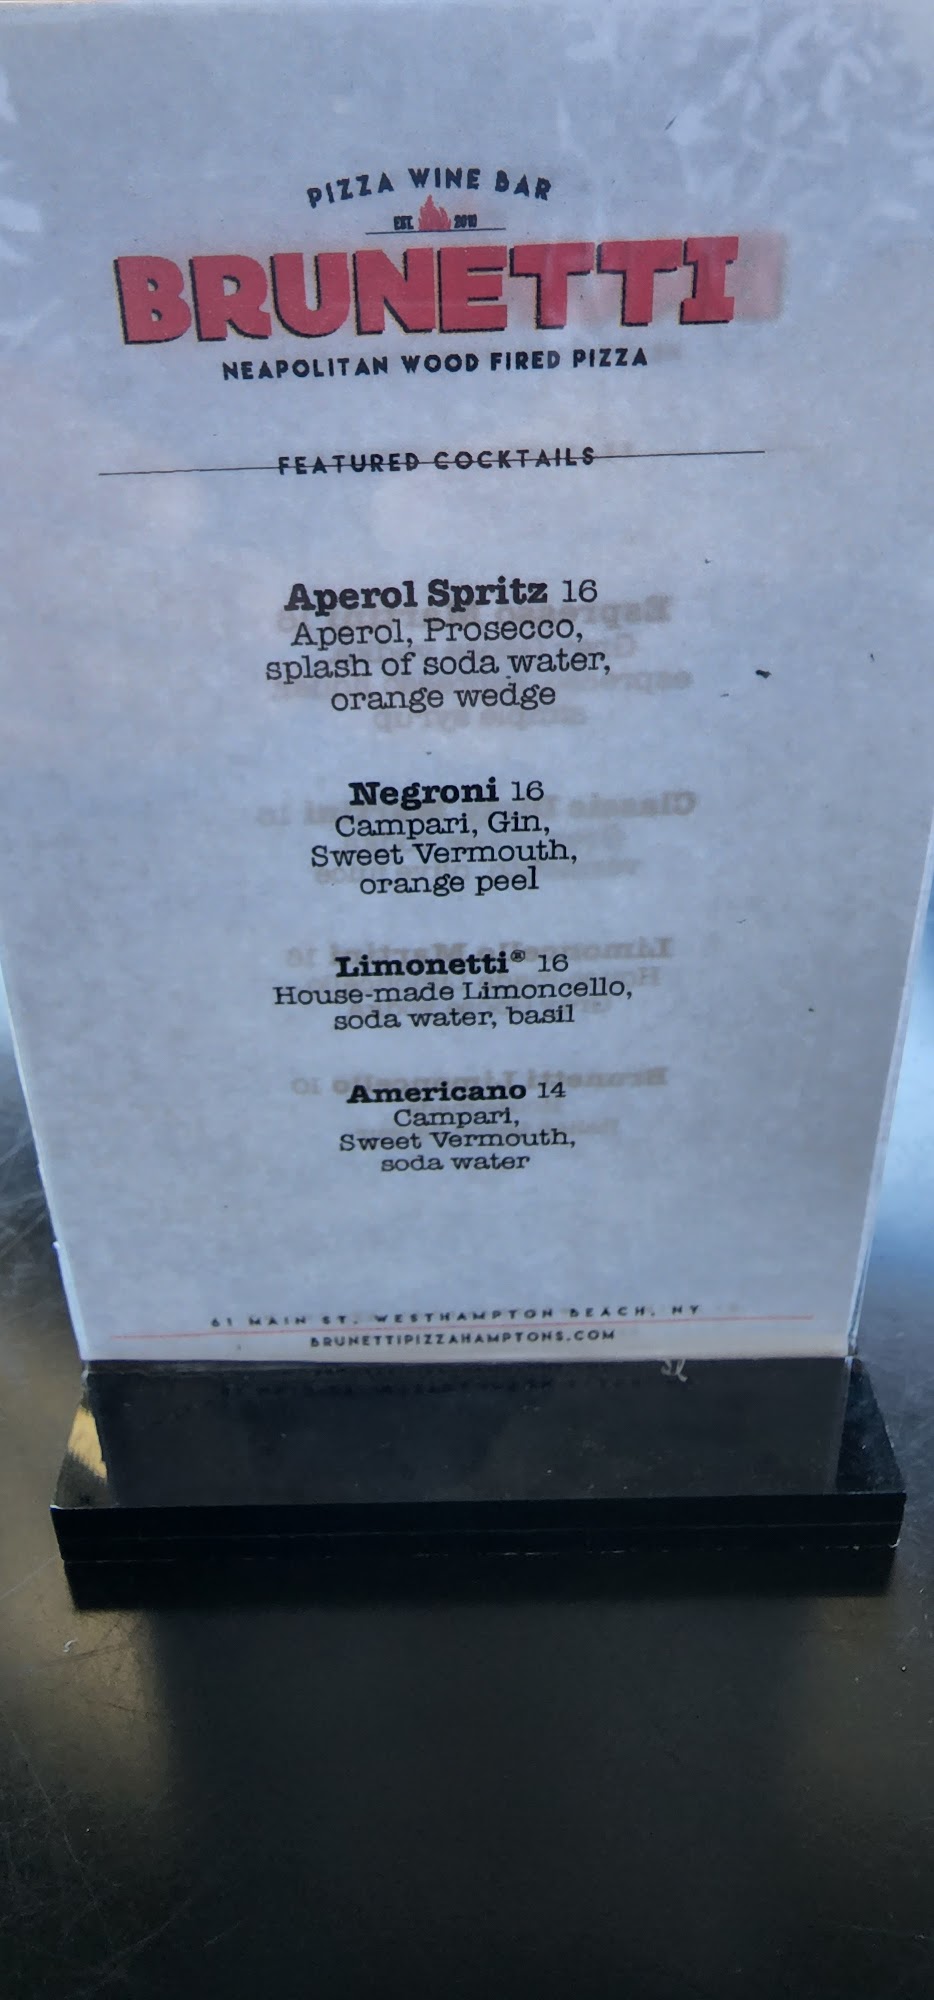 PIZZA WINE BAR
EST. 2010
BRUNETTI
NEAPOLITAN WOOD FIRED PIZZA
FEATURED COCKTAILS
Aperol Spritz 16
Aperol, Prosecco,
splash of soda water,
orange wedge
Negroni 16
Campari, Gin,
Sweet Vermouth,
orange peel
Limonetti® 16
House-made Limoncello,
soda water, basil
Americano 14
Campari,
Sweet Vermouth,
soda water
61 MAIN ST. WESTHAMPTON BEACH, NY
BRUNETTIPIZZAHAMPTONS.COM